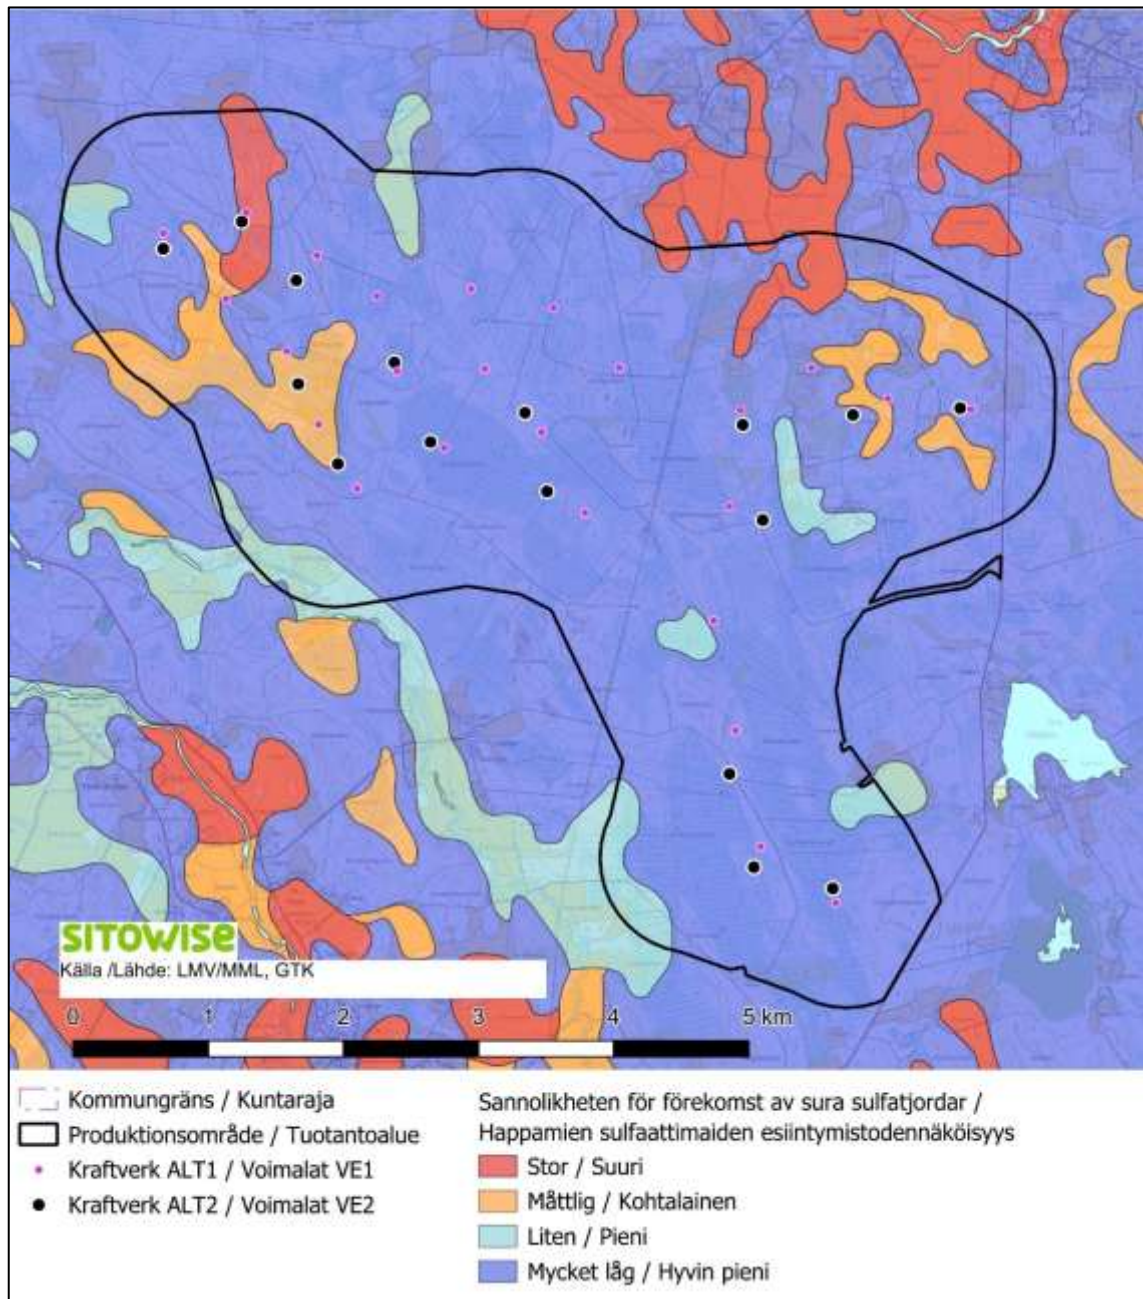 SITOWISE
Källa /Lähde: LMV/MML, GTK
0 1 2 3 4 5 km
Kommungräns / Kuntaraja
Produktionsområde / Tuotantoalue
Kraftverk ALT1 / Voimalat VE1
Kraftverk ALT2 / Voimalat VE2
Sannolikheten för förekomst av sura sulfatjordar /
Happamien sulfaattimaiden esiintymistodennäköisyys
Stor / Suuri
Måttlig / Kohtalainen
Liten / Pieni
Mycket låg / Hyvin pieni